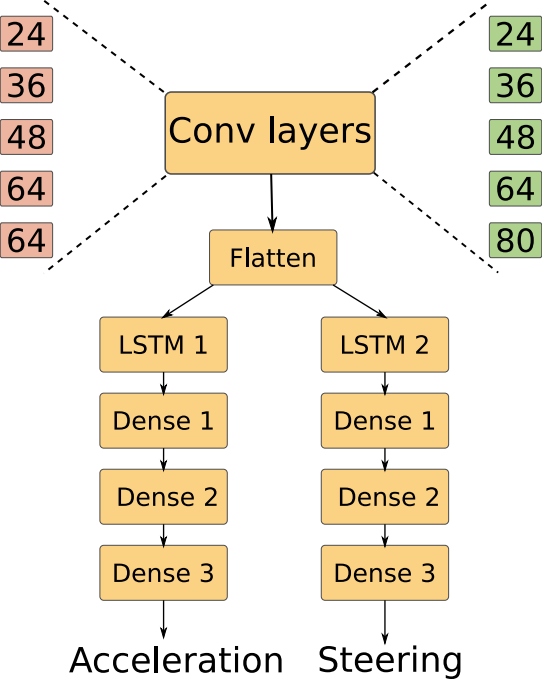 24 24
36 36
Conv layers
48 48
64 64
64 80
Flatten
LSTM 1 LSTM 2
Dense 1 Dense 1
Dense 2 Dense 2
Dense 3 Dense 3
Acceleration Steering